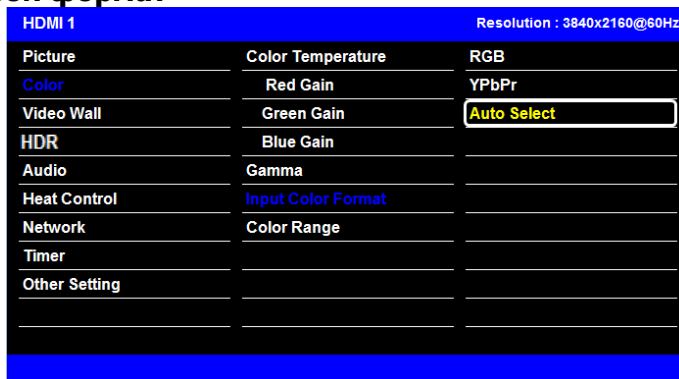 HDMI 1
Resolution : 3840x2160@60Hz
Picture
Color Temperature
RGB
Color
Red Gain
YPbPr
Video Wall
Green Gain
Auto Select
HDR
Blue Gain
Audio
Gamma
Heat Control
Input Color Format
Network
Color Range
Timer
Other Setting